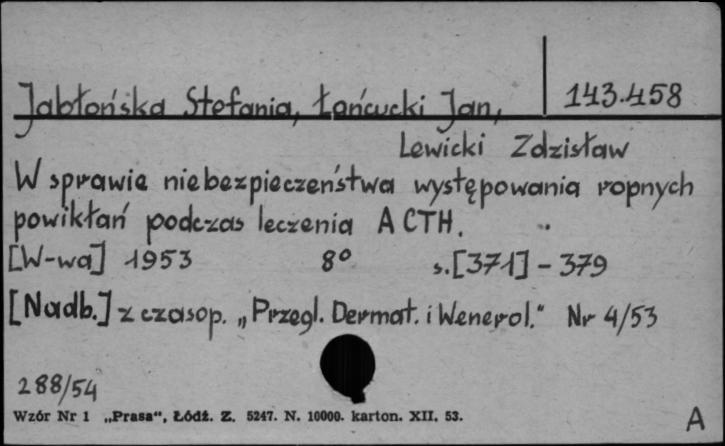 Jabłońska Stefania, Łańcucki Jan, 143.458
Lewicki Zdzisław
W sprawie niebezpieczeństwa występowania ropnych
powikłań podczas leczenia ACTH.
[W-wa] 1953 8° s.[371] - 379
[Nadb.] z czasop. „Przegl. Dermat. i Wenerol." Nr 4/53
288/54
Wzór Nr 1 „Prasa", Łódź. Z. 5247. N. 10000. karton. XII. 53.
A